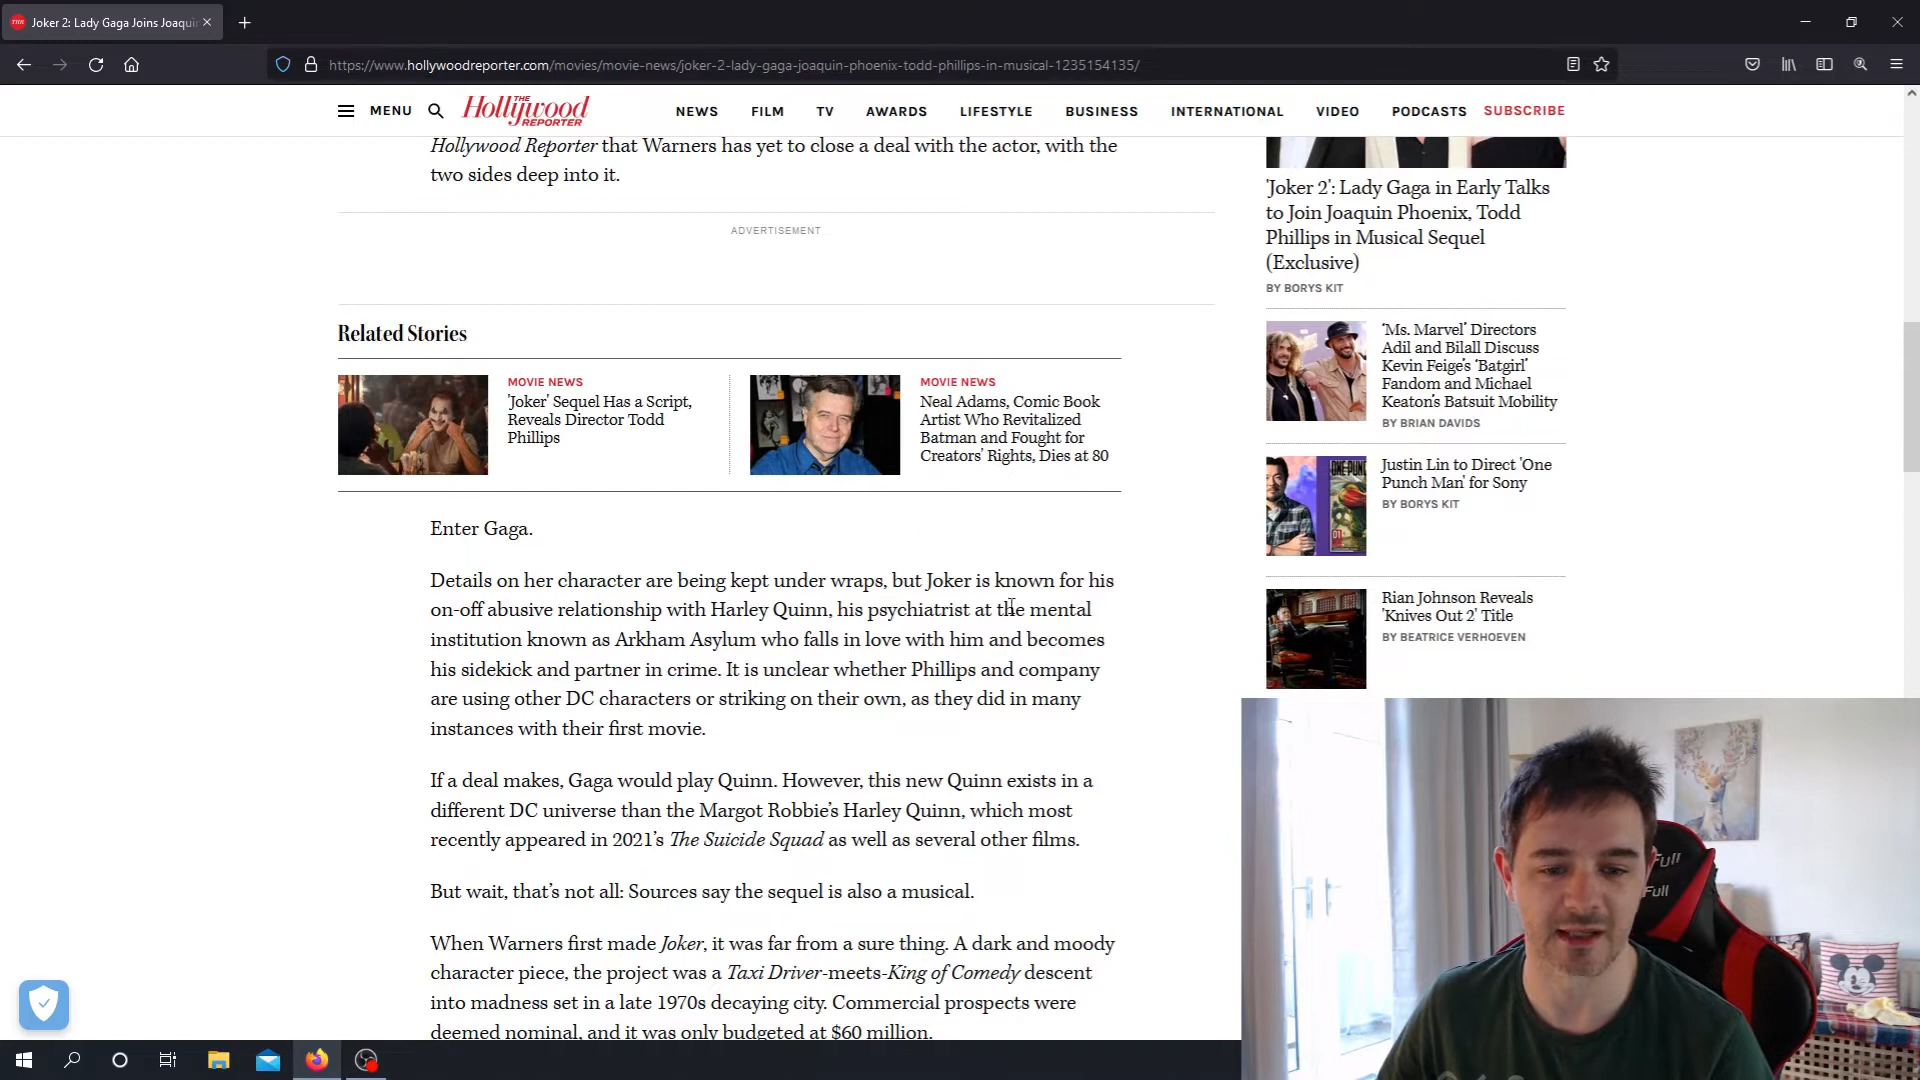 Joker 2: Lady Gaga Joins Joaqui
https://www.hollywoodreporter.com/movies/movie-news/joker-2-lady-gaga-joaquin-phoenix-todd-phillips-in-musical-1235154135/
MENU
THE
Hollywood
REPORTER
NEWS FILM TV AWARDS LIFESTYLE BUSINESS INTERNATIONAL VIDEO PODCASTS SUBSCRIBE
Hollywood Reporter that Warners has yet to close a deal with the actor, with the
two sides deep into it.
ADVERTISEMENT
Related Stories
MOVIE NEWS
'Joker' Sequel Has a Script,
Reveals Director Todd
Phillips
MOVIE NEWS
Neal Adams, Comic Book
Artist Who Revitalized
Batman and Fought for
Creators' Rights, Dies at 80
Enter Gaga.
Details on her character are being kept under wraps, but Joker is known for his
on-off abusive relationship with Harley Quinn, his psychiatrist at the mental
institution known as Arkham Asylum who falls in love with him and becomes
his sidekick and partner in crime. It is unclear whether Phillips and company
are using other DC characters or striking on their own, as they did in many
instances with their first movie.
If a deal makes, Gaga would play Quinn. However, this new Quinn exists in a
different DC universe than the Margot Robbie's Harley Quinn, which most
recently appeared in 2021's The Suicide Squad as well as several other films.
But wait, that's not all: Sources say the sequel is also a musical.
When Warners first made Joker, it was far from a sure thing. A dark and moody
character piece, the project was a Taxi Driver-meets-King of Comedy descent
into madness set in a late 1970s decaying city. Commercial prospects were
deemed nominal, and it was only budgeted at $60 million.
'Joker 2': Lady Gaga in Early Talks
to Join Joaquin Phoenix, Todd
Phillips in Musical Sequel
(Exclusive)
BY BORYS KIT
'Ms. Marvel' Directors
Adil and Bilall Discuss
Kevin Feige's 'Batgirl'
Fandom and Michael
Keaton's Batsuit Mobility
BY BRIAN DAVIDS
Justin Lin to Direct 'One
Punch Man' for Sony
BY BORYS KIT
Rian Johnson Reveals
'Knives Out 2' Title
BY BEATRICE VERHOEVEN
Full
Full